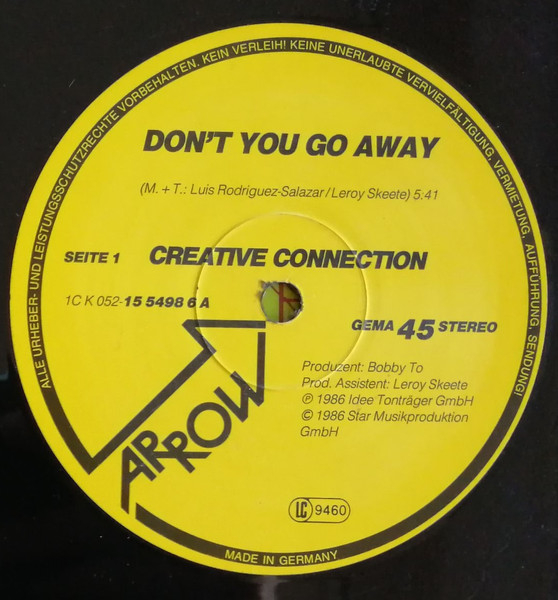 ALLE URHEBER- UND LEISTUNGSSCHUTZRECHTE VORBEHALTEN. KEIN VERLEIH! KEINE UNERLAUBTE VERVIELFÄLTIGUNG, VERMIETUNG, AUFFÜHRUNG, SENDUNG!
DON'T YOU GO AWAY
(M. + T.: Luis Rodriguez-Salazar/Leroy Skeete) 5:41
SEITE 1 CREATIVE CONNECTION
1C K 052-15 5498 6 A
GEMA 45 STEREO
Produzent: Bobby To
Prod. Assistent: Leroy Skeete
℗ 1986 Idee Tonträger GmbH
© 1986 Star Musikproduktion
GmbH
ARROW
LC 9460
MADE IN GERMANY